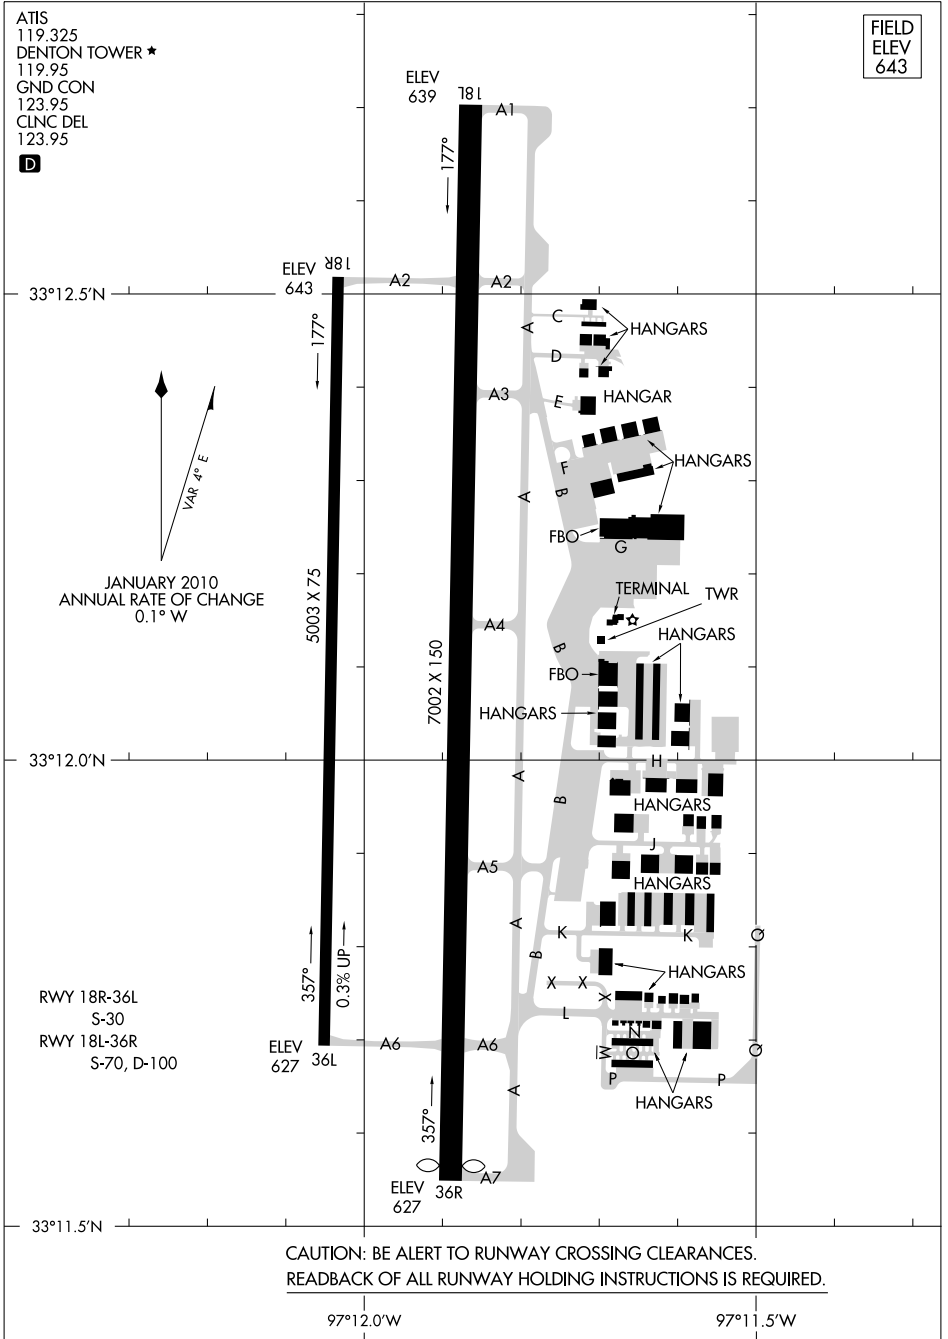 ATIS
119.325
DENTON TOWER ★
119.95
GND CON
123.95
CLNC DEL
123.95
D
FIELD
ELEV
643
ELEV
639
18L
A1
177°
ELEV
643
18R
A2
A2
33°12.5'N
177°
A
C
HANGARS
D
A3
E
HANGAR
VAR 4° E
F
HANGARS
A
B
FBO
G
JANUARY 2010
ANNUAL RATE OF CHANGE
0.1° W
5003 X 75
7002 X 150
TERMINAL
TWR
A4
HANGARS
B
FBO
HANGARS
33°12.0'N
H
A
B
HANGARS
J
A5
HANGARS
A
K
K
Q
B
357°
0.3% UP
HANGARS
X
X
X
L
RWY 18R-36L
S-30
RWY 18L-36R
S-70, D-100
N
ELEV
627
36L
A6
A6
M
O
Q
P
P
A
HANGARS
357°
ELEV
627
36R
A7
33°11.5'N
CAUTION: BE ALERT TO RUNWAY CROSSING CLEARANCES.
READBACK OF ALL RUNWAY HOLDING INSTRUCTIONS IS REQUIRED.
97°12.0'W
97°11.5'W